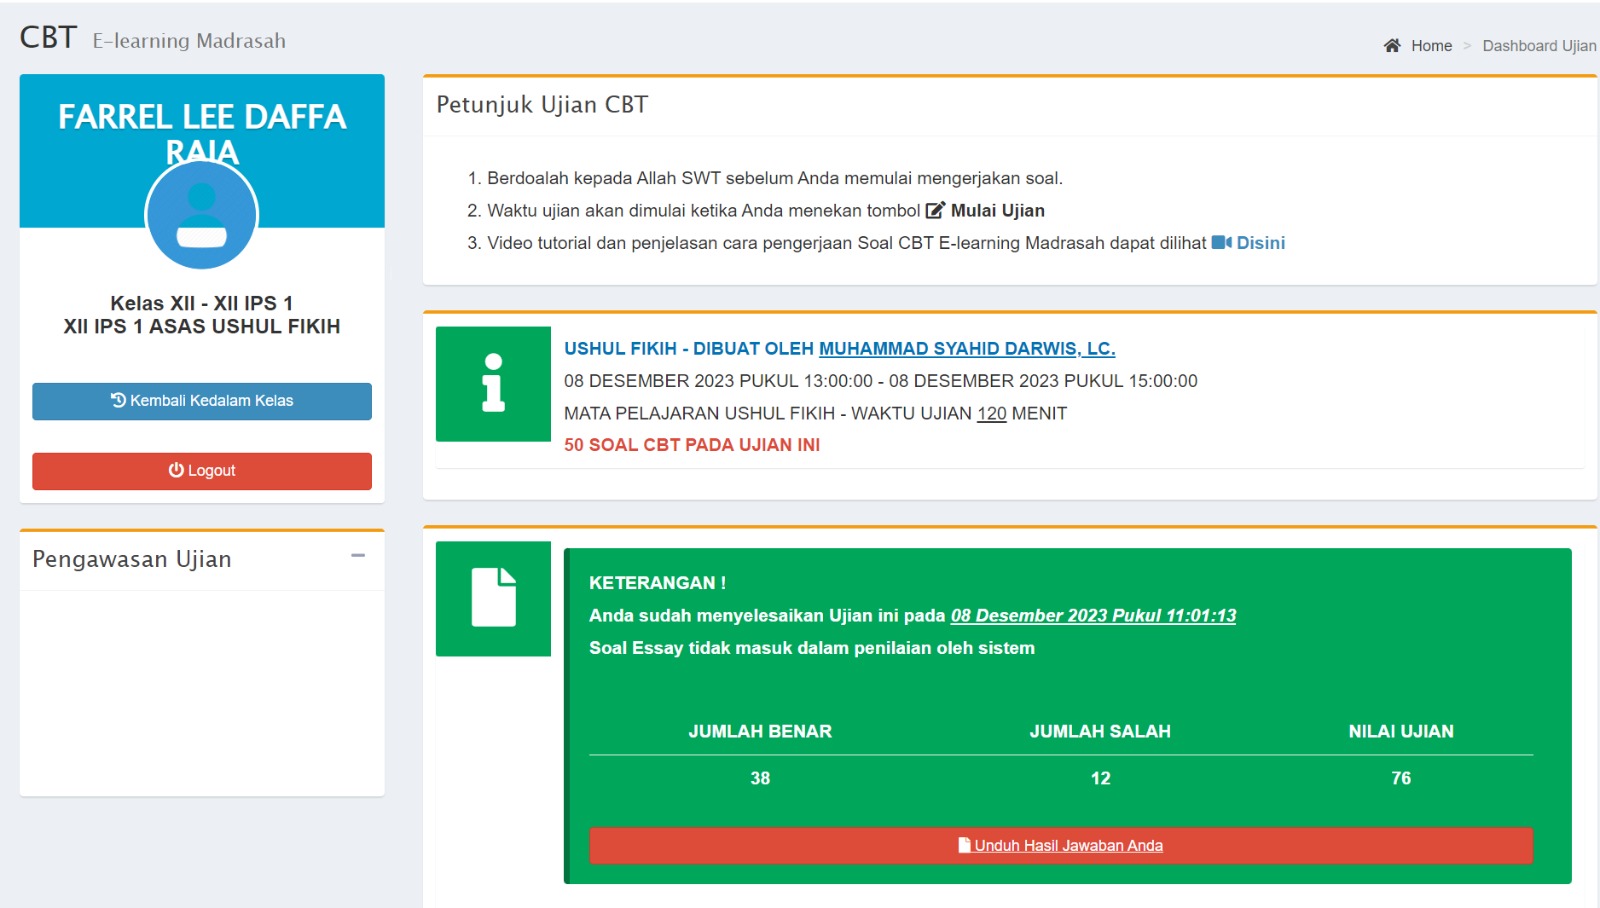 CBT E-learning Madrasah
Home > Dashboard Ujian
FARREL LEE DAFFA
RAJA
Kelas XII - XII IPS 1
XII IPS 1 ASAS USHUL FIKIH
Kembali Kedalam Kelas
Logout
Pengawasan Ujian
Petunjuk Ujian CBT
1. Berdoalah kepada Allah SWT sebelum Anda memulai mengerjakan soal.
2. Waktu ujian akan dimulai ketika Anda menekan tombol Mulai Ujian
3. Video tutorial dan penjelasan cara pengerjaan Soal CBT E-learning Madrasah dapat dilihat Disini
USHUL FIKIH - DIBUAT OLEH MUHAMMAD SYAHID DARWIS, LC.
08 DESEMBER 2023 PUKUL 13:00:00 - 08 DESEMBER 2023 PUKUL 15:00:00
MATA PELAJARAN USHUL FIKIH - WAKTU UJIAN 120 MENIT
50 SOAL CBT PADA UJIAN INI
KETERANGAN !
Anda sudah menyelesaikan Ujian ini pada 08 Desember 2023 Pukul 11:01:13
Soal Essay tidak masuk dalam penilaian oleh sistem
JUMLAH BENAR JUMLAH SALAH NILAI UJIAN
38 12 76
Unduh Hasil Jawaban Anda